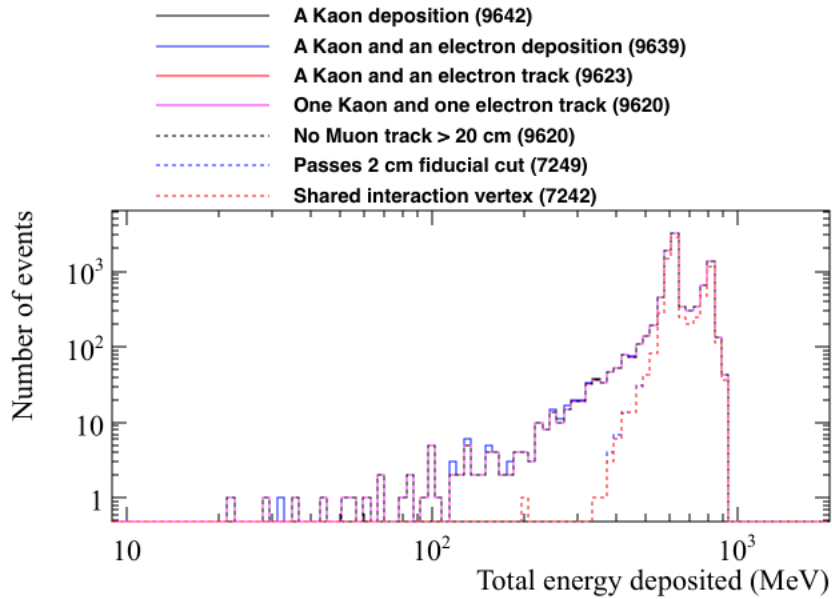 A Kaon deposition (9642)
A Kaon and an electron deposition (9639)
A Kaon and an electron track (9623)
One Kaon and one electron track (9620)
No Muon track > 20 cm (9620)
Passes 2 cm fiducial cut (7249)
Shared interaction vertex (7242)
Number of events
10³
10²
10
1
10
10²
10³
Total energy deposited (MeV)